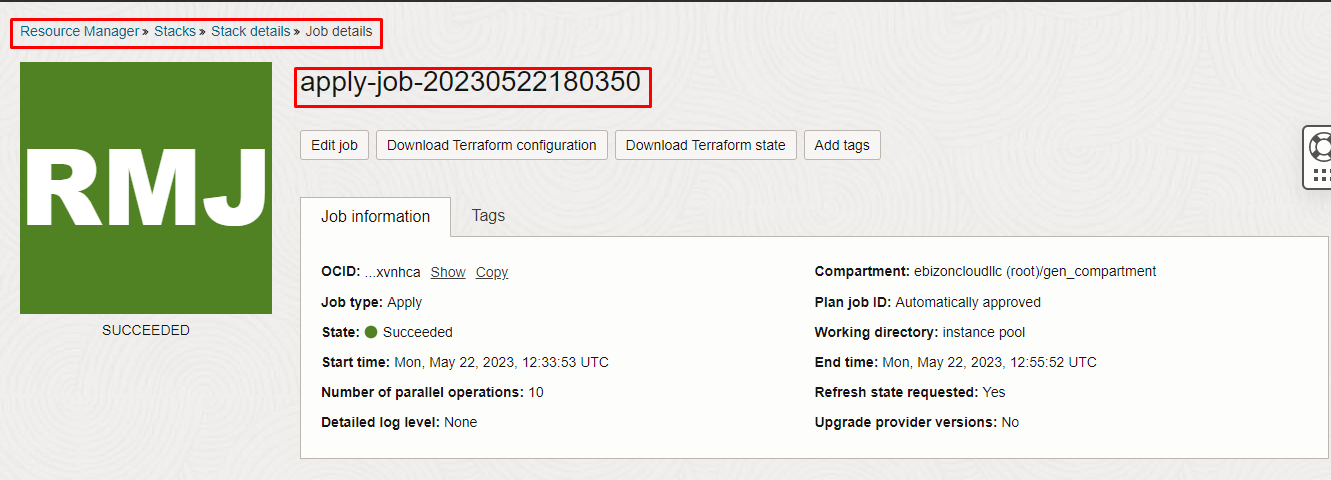 Resource Manager » Stacks » Stack details » Job details
RMJ
SUCCEEDED
apply-job-20230522180350
Edit job Download Terraform configuration Download Terraform state Add tags
Job information Tags
OCID: ...xvnhca Show Copy
Job type: Apply
State: Succeeded
Start time: Mon, May 22, 2023, 12:33:53 UTC
Number of parallel operations: 10
Detailed log level: None
Compartment: ebizoncloudllc (root)/gen_compartment
Plan job ID: Automatically approved
Working directory: instance pool
End time: Mon, May 22, 2023, 12:55:52 UTC
Refresh state requested: Yes
Upgrade provider versions: No